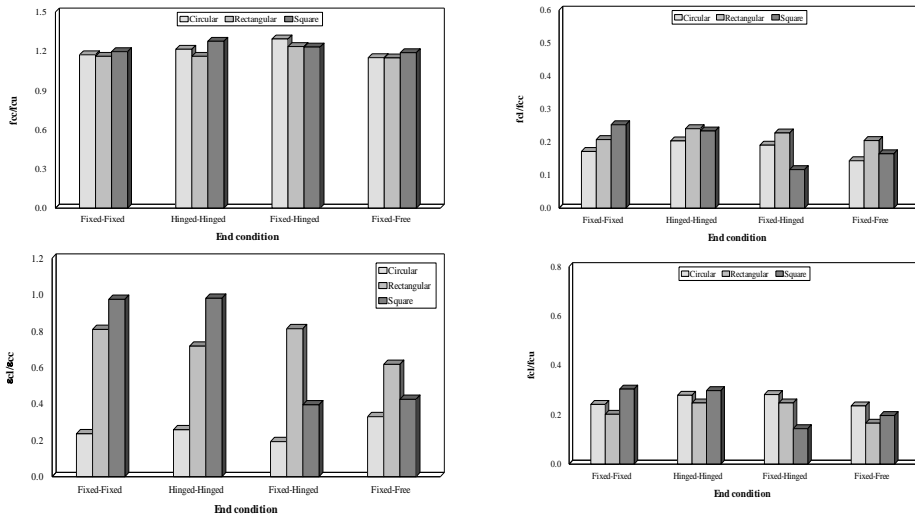 1.5
Circular Rectangular Square
1.2
0.9
0.6
0.3
0.0
fcc/fcu
Fixed-Fixed Hinged-Hinged Fixed-Hinged Fixed-Free
End condition
0.6
Circular Rectangular Square
0.5
0.4
0.3
0.2
0.1
0.0
fcl/fcc
Fixed-Fixed Hinged-Hinged Fixed-Hinged Fixed-Free
End condition
1.2
Circular
Rectangular
Square
1.0
0.8
0.6
0.4
0.2
0.0
εcl/εcc
Fixed-Fixed Hinged-Hinged Fixed-Hinged Fixed-Free
End condition
0.8
Circular Rectangular Square
0.6
0.4
0.2
0.0
fcl/fcu
Fixed-Fixed Hinged-Hinged Fixed-Hinged Fixed-Free
End condition